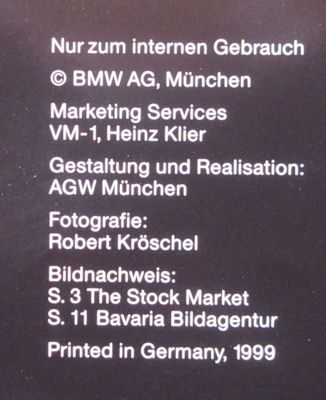 Nur zum internen Gebrauch
© BMW AG, München
Marketing Services
VM-1, Heinz Klier
Gestaltung und Realisation:
AGW München
Fotografie:
Robert Kröschel
Bildnachweis:
S. 3 The Stock Market
S. 11 Bavaria Bildagentur
Printed in Germany, 1999